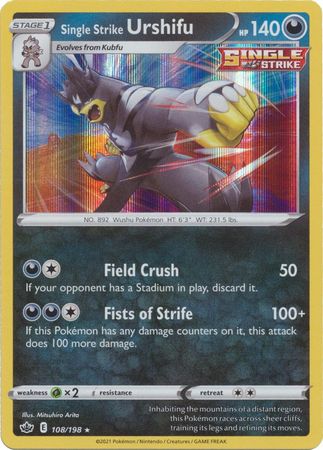 STAGE 1
Single Strike Urshifu HP 140
Evolves from Kubfu
SINGLE
STRIKE
NO. 892 Wushu Pokémon HT: 6'3" WT: 231.5 lbs.
Field Crush 50
If your opponent has a Stadium in play, discard it.
Fists of Strife 100+
If this Pokémon has any damage counters on it, this attack
does 100 more damage.
weakness ×2 resistance retreat
Illus. Mitsuhiro Arita
E 108/198 ★
Inhabiting the mountains of a distant region,
this Pokémon races across sheer cliffs,
training its legs and refining its moves.
©2021 Pokémon / Nintendo / Creatures / GAME FREAK